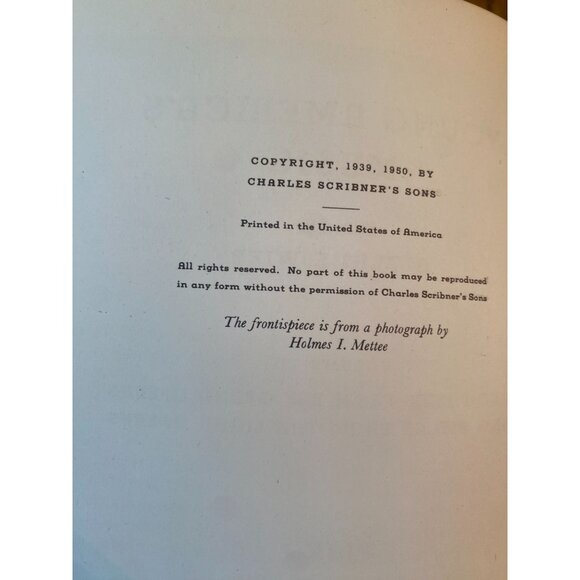 COPYRIGHT, 1939, 1950, BY
CHARLES SCRIBNER'S SONS
Printed in the United States of America
All rights reserved. No part of this book may be reproduced
in any form without the permission of Charles Scribner's Sons
The frontispiece is from a photograph by
Holmes I. Mettee